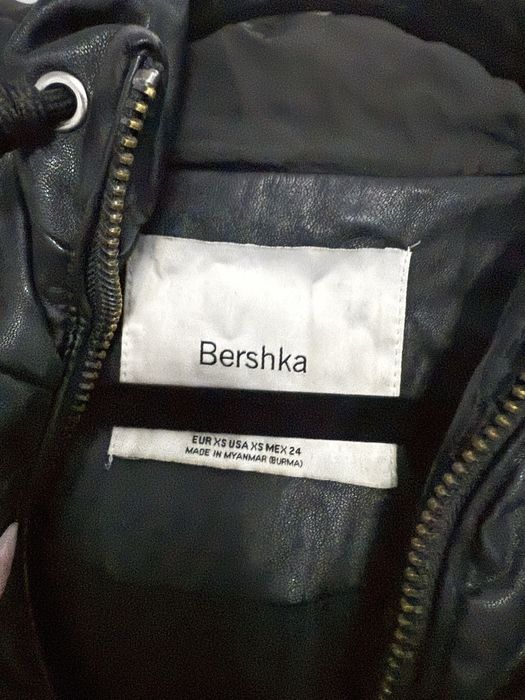 Bershka
EUR XS USA XS MEX 24
MADE IN MYANMAR (BURMA)